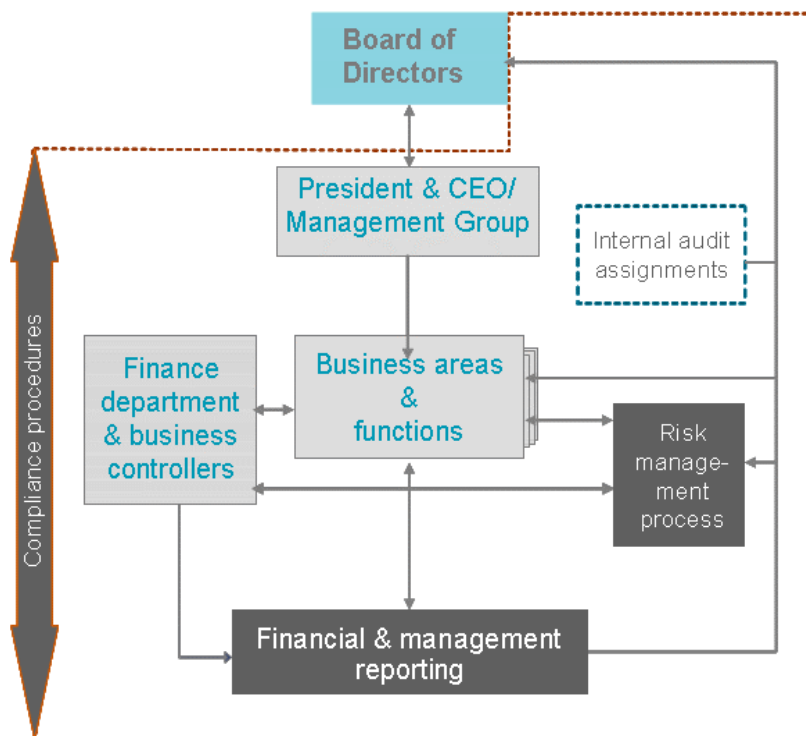 Board of
Directors
President & CEO/
Management Group
Internal audit
assignments
Finance
department
& business
controllers
Business areas
&
functions
Risk
manage-
ment
process
Compliance procedures
Financial & management
reporting